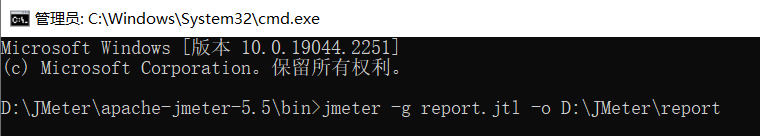 管理员: C:\Windows\System32\cmd.exe
Microsoft Windows [版本 10.0.19044.2251]
(c) Microsoft Corporation。保留所有权利。
D:\JMeter\apache-jmeter-5.5\bin>jmeter -g report.jtl -o D:\JMeter\report